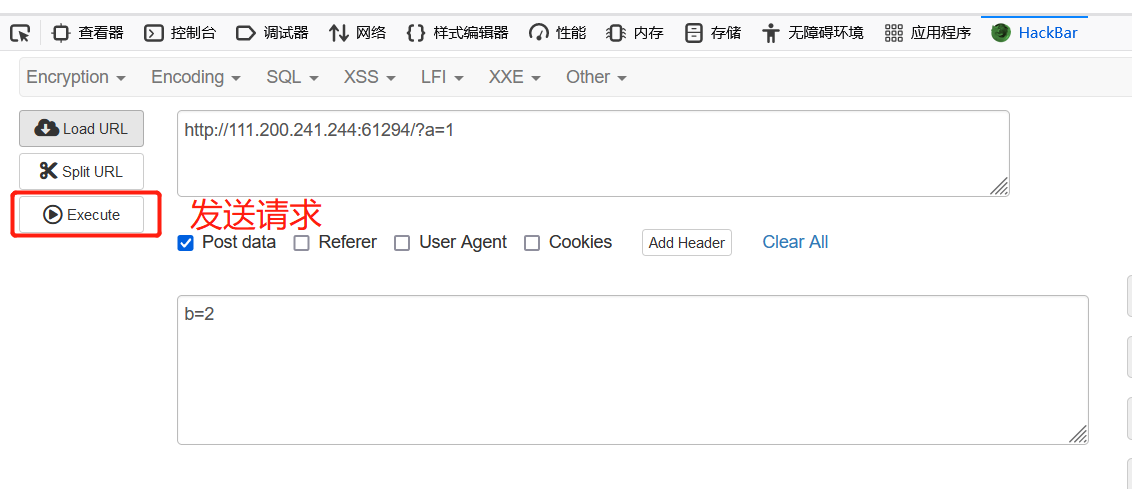 查看器 控制台 调试器 网络 样式编辑器 性能 内存 存储 无障碍环境 应用程序 HackBar
Encryption Encoding SQL XSS LFI XXE Other
Load URL
http://111.200.241.244:61294/?a=1
Split URL
Execute
发送请求
Post data Referer User Agent Cookies Add Header Clear All
b=2